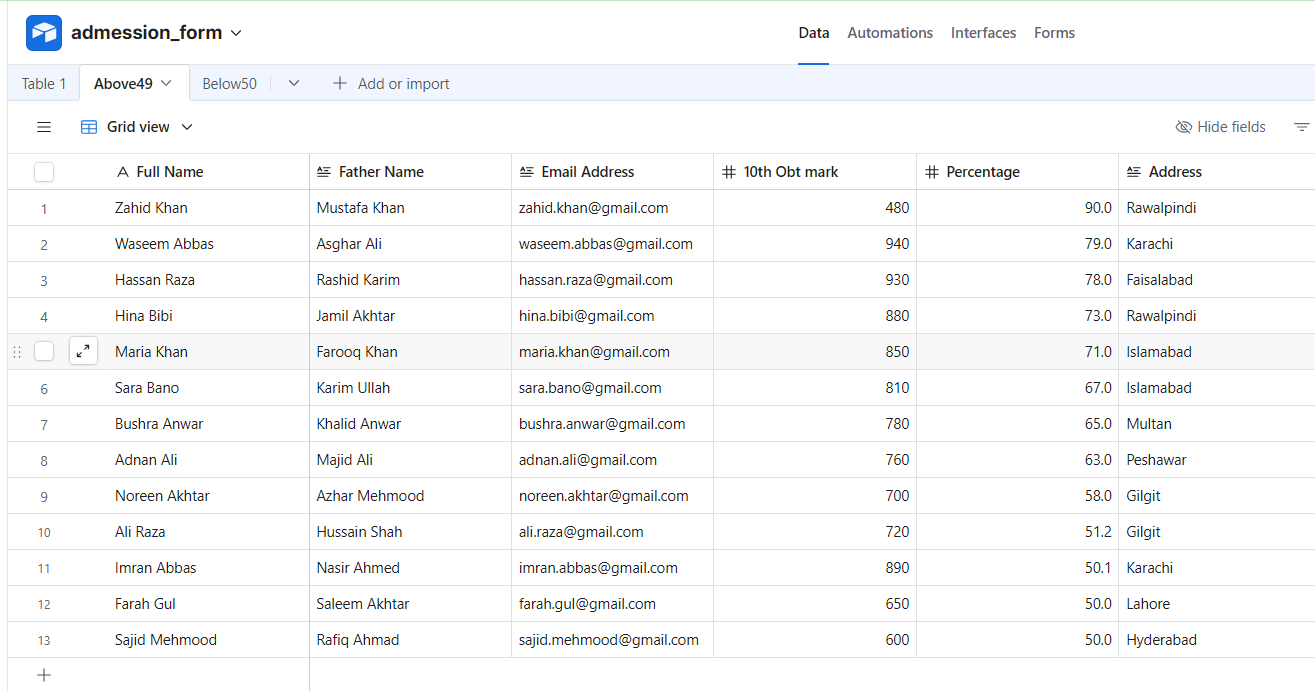 admession_form
Data Automations Interfaces Forms
Table 1 Above49 Below50 Add or import
Grid view Hide fields
Full Name Father Name Email Address 10th Obt mark Percentage Address
1 Zahid Khan Mustafa Khan zahid.khan@gmail.com 480 90.0 Rawalpindi
2 Waseem Abbas Asghar Ali waseem.abbas@gmail.com 940 79.0 Karachi
3 Hassan Raza Rashid Karim hassan.raza@gmail.com 930 78.0 Faisalabad
4 Hina Bibi Jamil Akhtar hina.bibi@gmail.com 880 73.0 Rawalpindi
Maria Khan Farooq Khan maria.khan@gmail.com 850 71.0 Islamabad
6 Sara Bano Karim Ullah sara.bano@gmail.com 810 67.0 Islamabad
7 Bushra Anwar Khalid Anwar bushra.anwar@gmail.com 780 65.0 Multan
8 Adnan Ali Majid Ali adnan.ali@gmail.com 760 63.0 Peshawar
9 Noreen Akhtar Azhar Mehmood noreen.akhtar@gmail.com 700 58.0 Gilgit
10 Ali Raza Hussain Shah ali.raza@gmail.com 720 51.2 Gilgit
11 Imran Abbas Nasir Ahmed imran.abbas@gmail.com 890 50.1 Karachi
12 Farah Gul Saleem Akhtar farah.gul@gmail.com 650 50.0 Lahore
13 Sajid Mehmood Rafiq Ahmad sajid.mehmood@gmail.com 600 50.0 Hyderabad